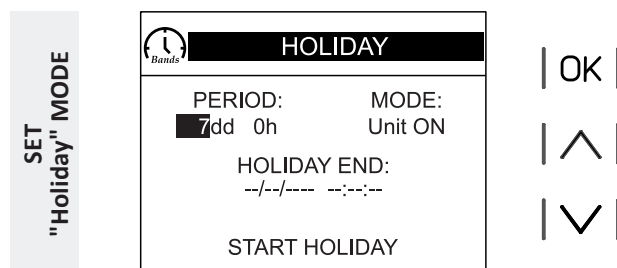 SET
"Holiday" MODE
Bands
HOLIDAY
PERIOD: MODE:
7dd 0h Unit ON
HOLIDAY END:
--/--/---- --:--:--
START HOLIDAY
OK